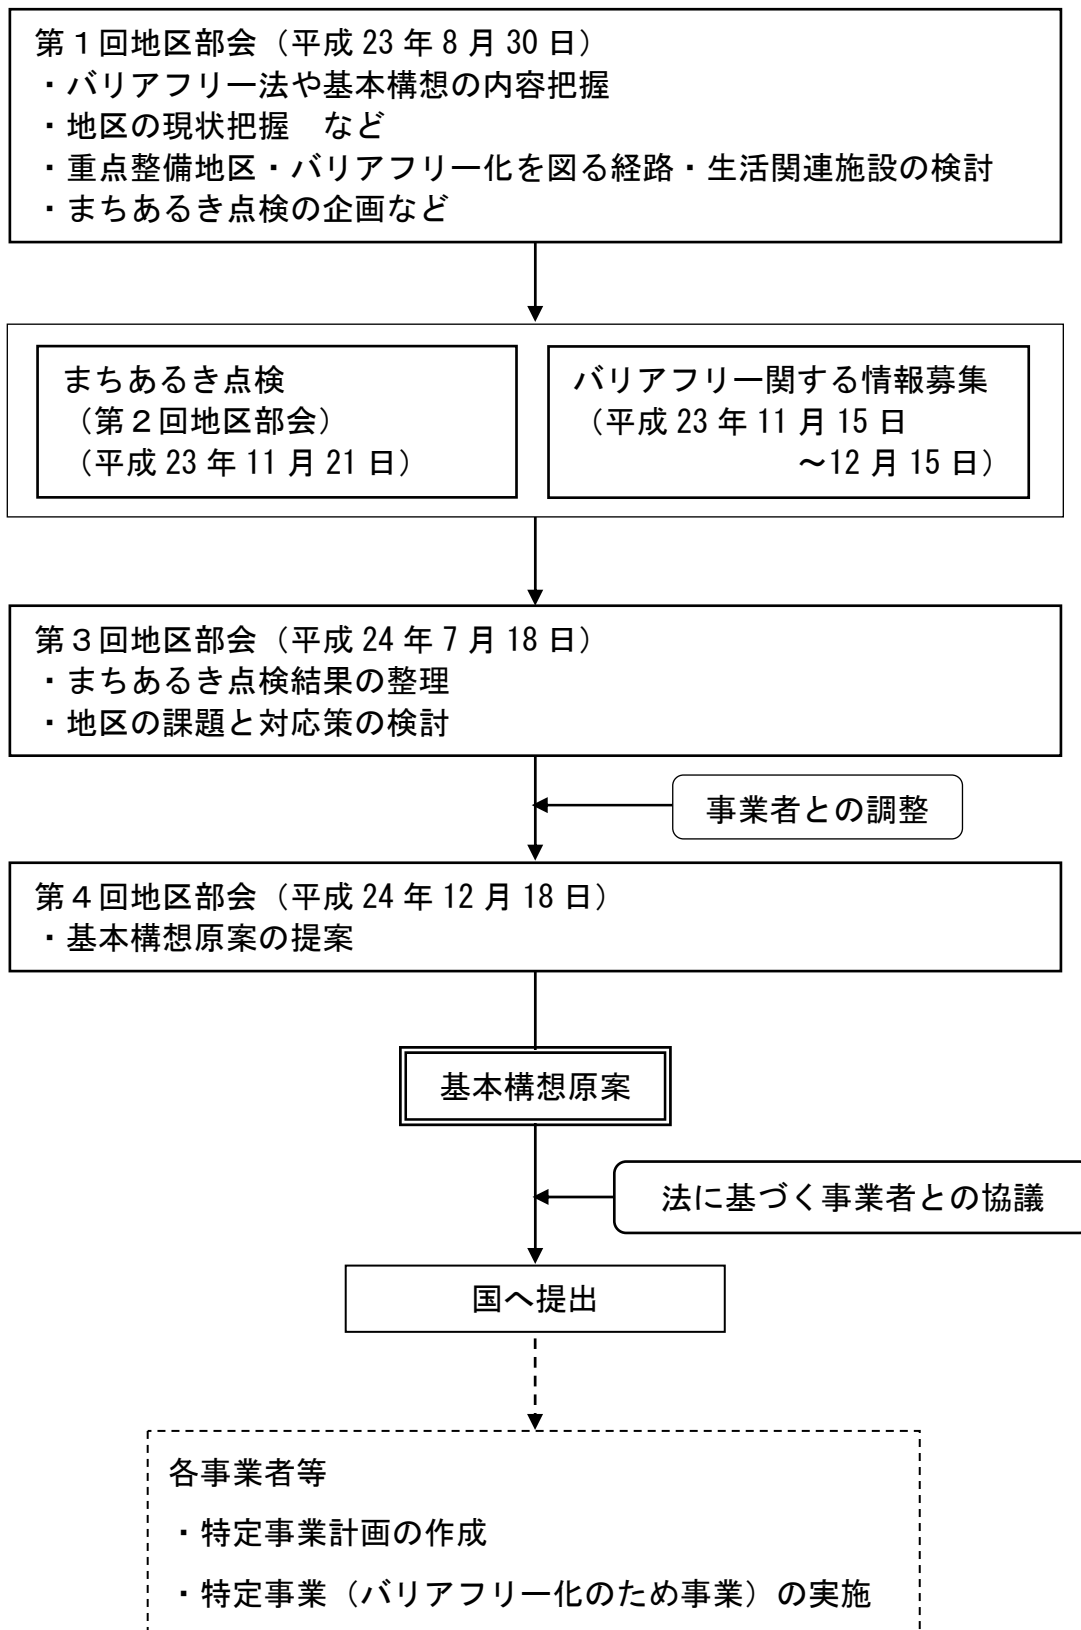 第１回地区部会（平成 23 年 8 月 30 日）
・バリアフリー法や基本構想の内容把握
・地区の現状把握　など
・重点整備地区・バリアフリー化を図る経路・生活関連施設の検討
・まちあるき点検の企画など
まちあるき点検
（第２回地区部会）
（平成 23 年 11 月 21 日）
バリアフリー関する情報募集
（平成 23 年 11 月 15 日
～12 月 15 日）
第３回地区部会（平成 24 年 7 月 18 日）
・まちあるき点検結果の整理
・地区の課題と対応策の検討
事業者との調整
第４回地区部会（平成 24 年 12 月 18 日）
・基本構想原案の提案
基本構想原案
法に基づく事業者との協議
国へ提出
各事業者等
・特定事業計画の作成
・特定事業（バリアフリー化のため事業）の実施